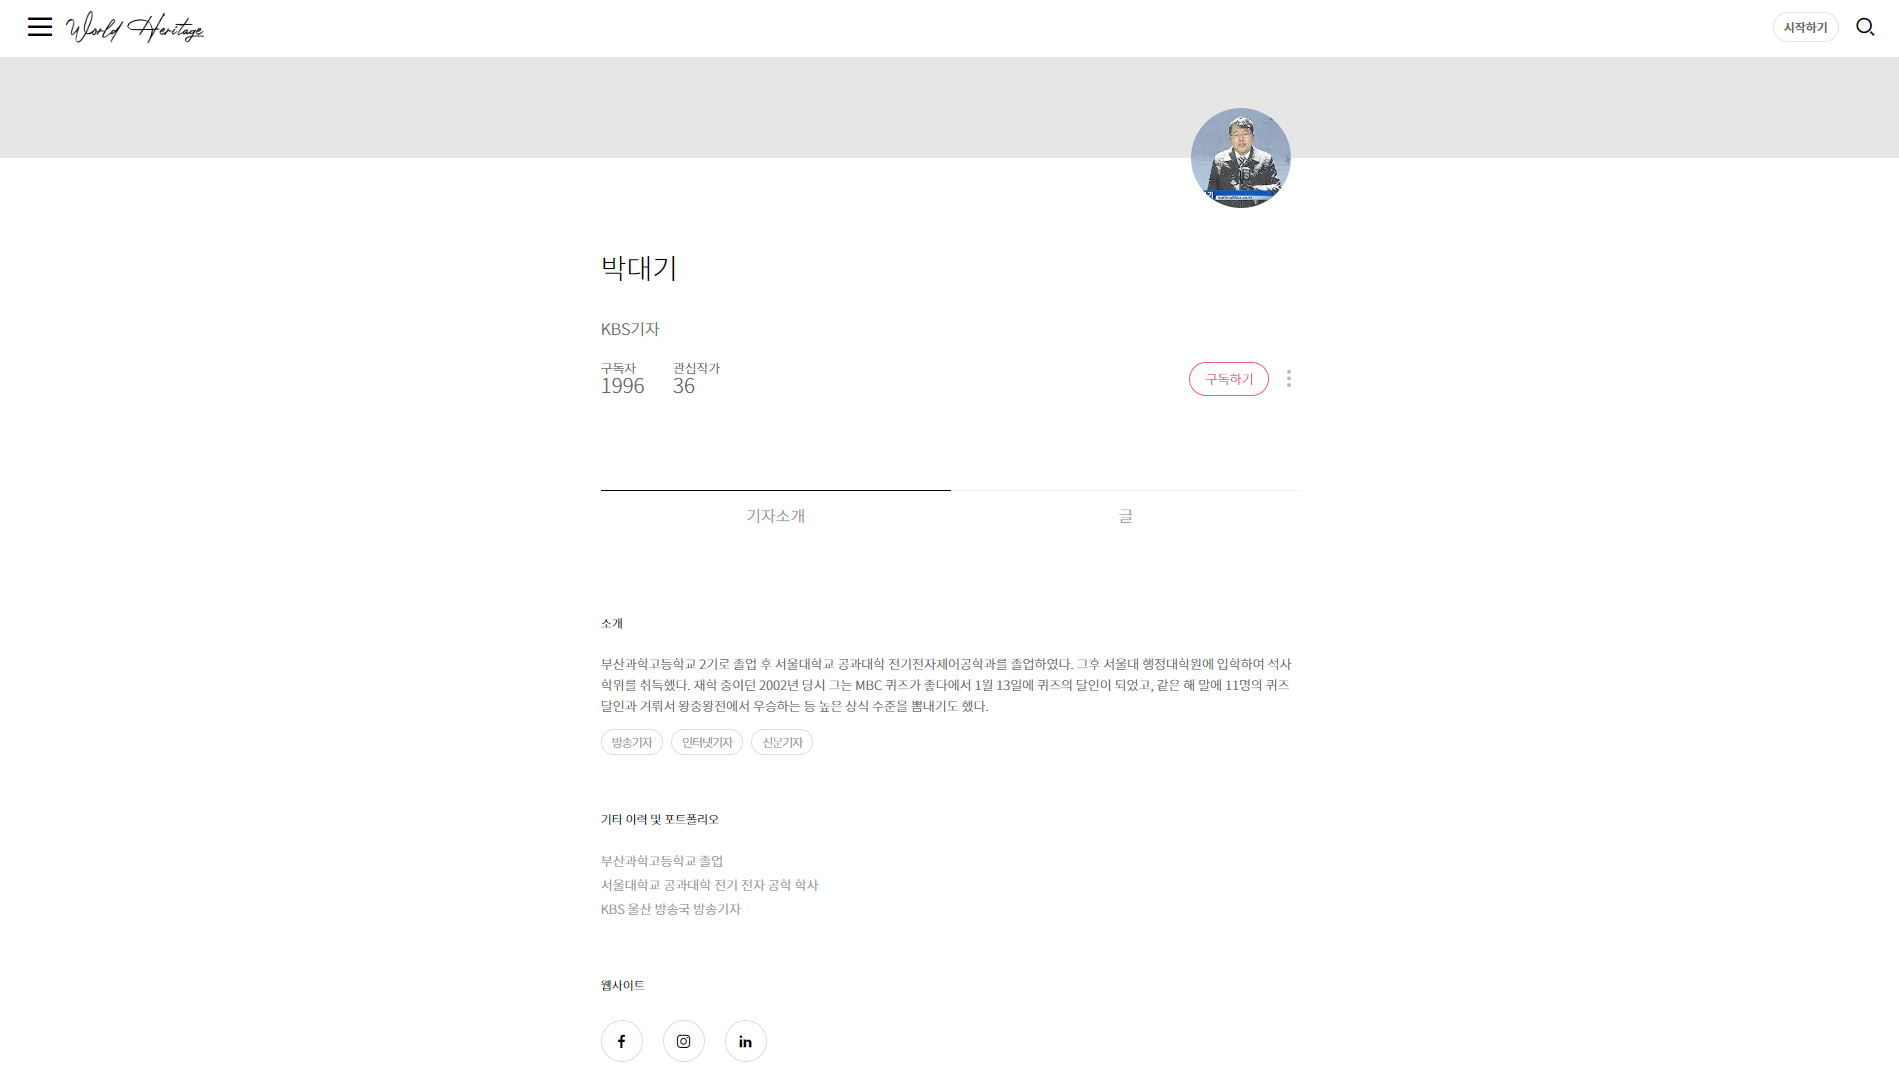 World Heritage
시작하기
박대기
KBS기자
구독자 관심작가
1996 36
구독하기
기자소개 글
소개
부산과학고등학교 2기로 졸업 후 서울대학교 공과대학 전기전자제어공학과를 졸업하였다. 그후 서울대 행정대학원에 입학하여 석사
학위를 취득했다. 재학 중이던 2002년 당시 그는 MBC 퀴즈가 좋다에서 1월 13일에 퀴즈의 달인이 되었고, 같은 해 말에 11명의 퀴즈
달인과 겨뤄서 왕중왕전에서 우승하는 등 높은 상식 수준을 뽐내기도 했다.
방송기자 인터넷기자 신문기자
기타 이력 및 포트폴리오
부산과학고등학교 졸업
서울대학교 공과대학 전기 전자 공학 학사
KBS 울산 방송국 방송기자
웹사이트